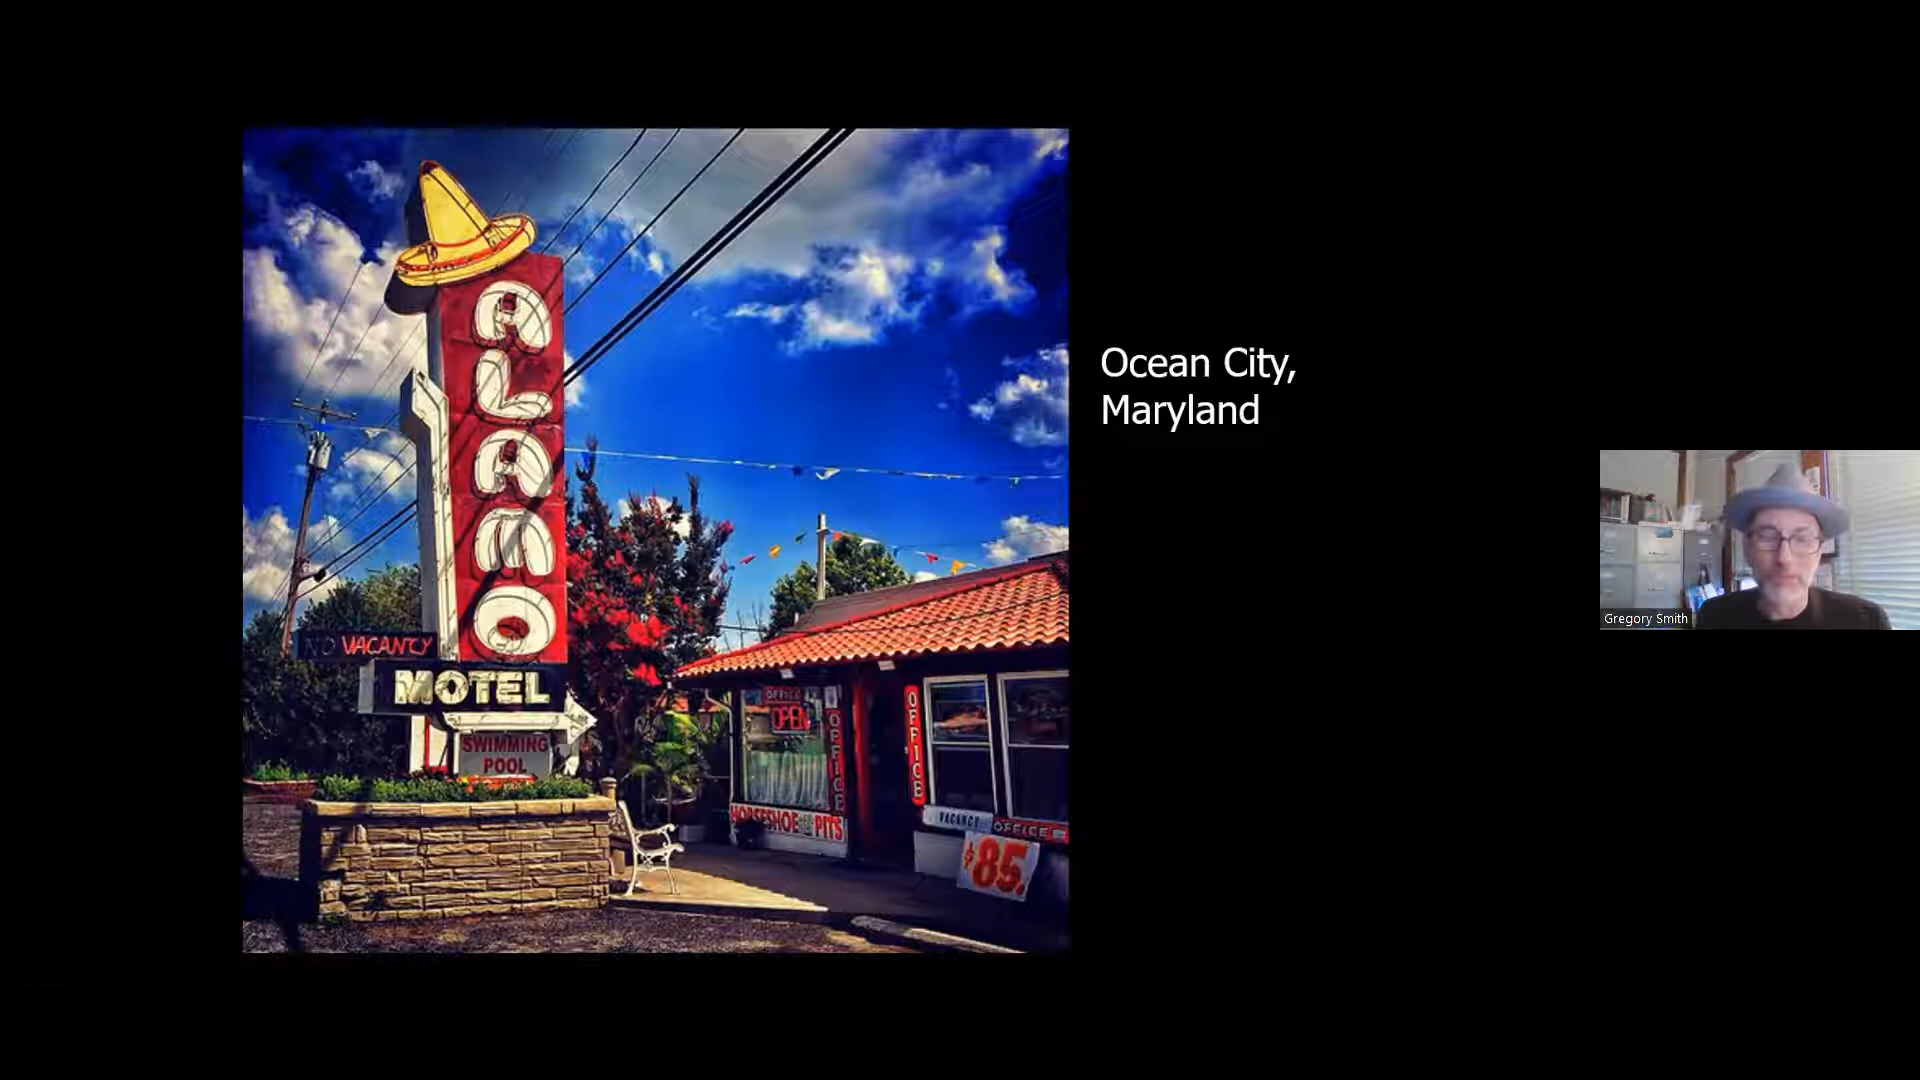 ALAMO
NO VACANCY
MOTEL
SWIMMING
POOL
OFFICE
OPEN
OFFICE
OFFICE
HORSESHOE PITS
VACANCY
OFFICE
$85.
Ocean City,
Maryland
Gregory Smith